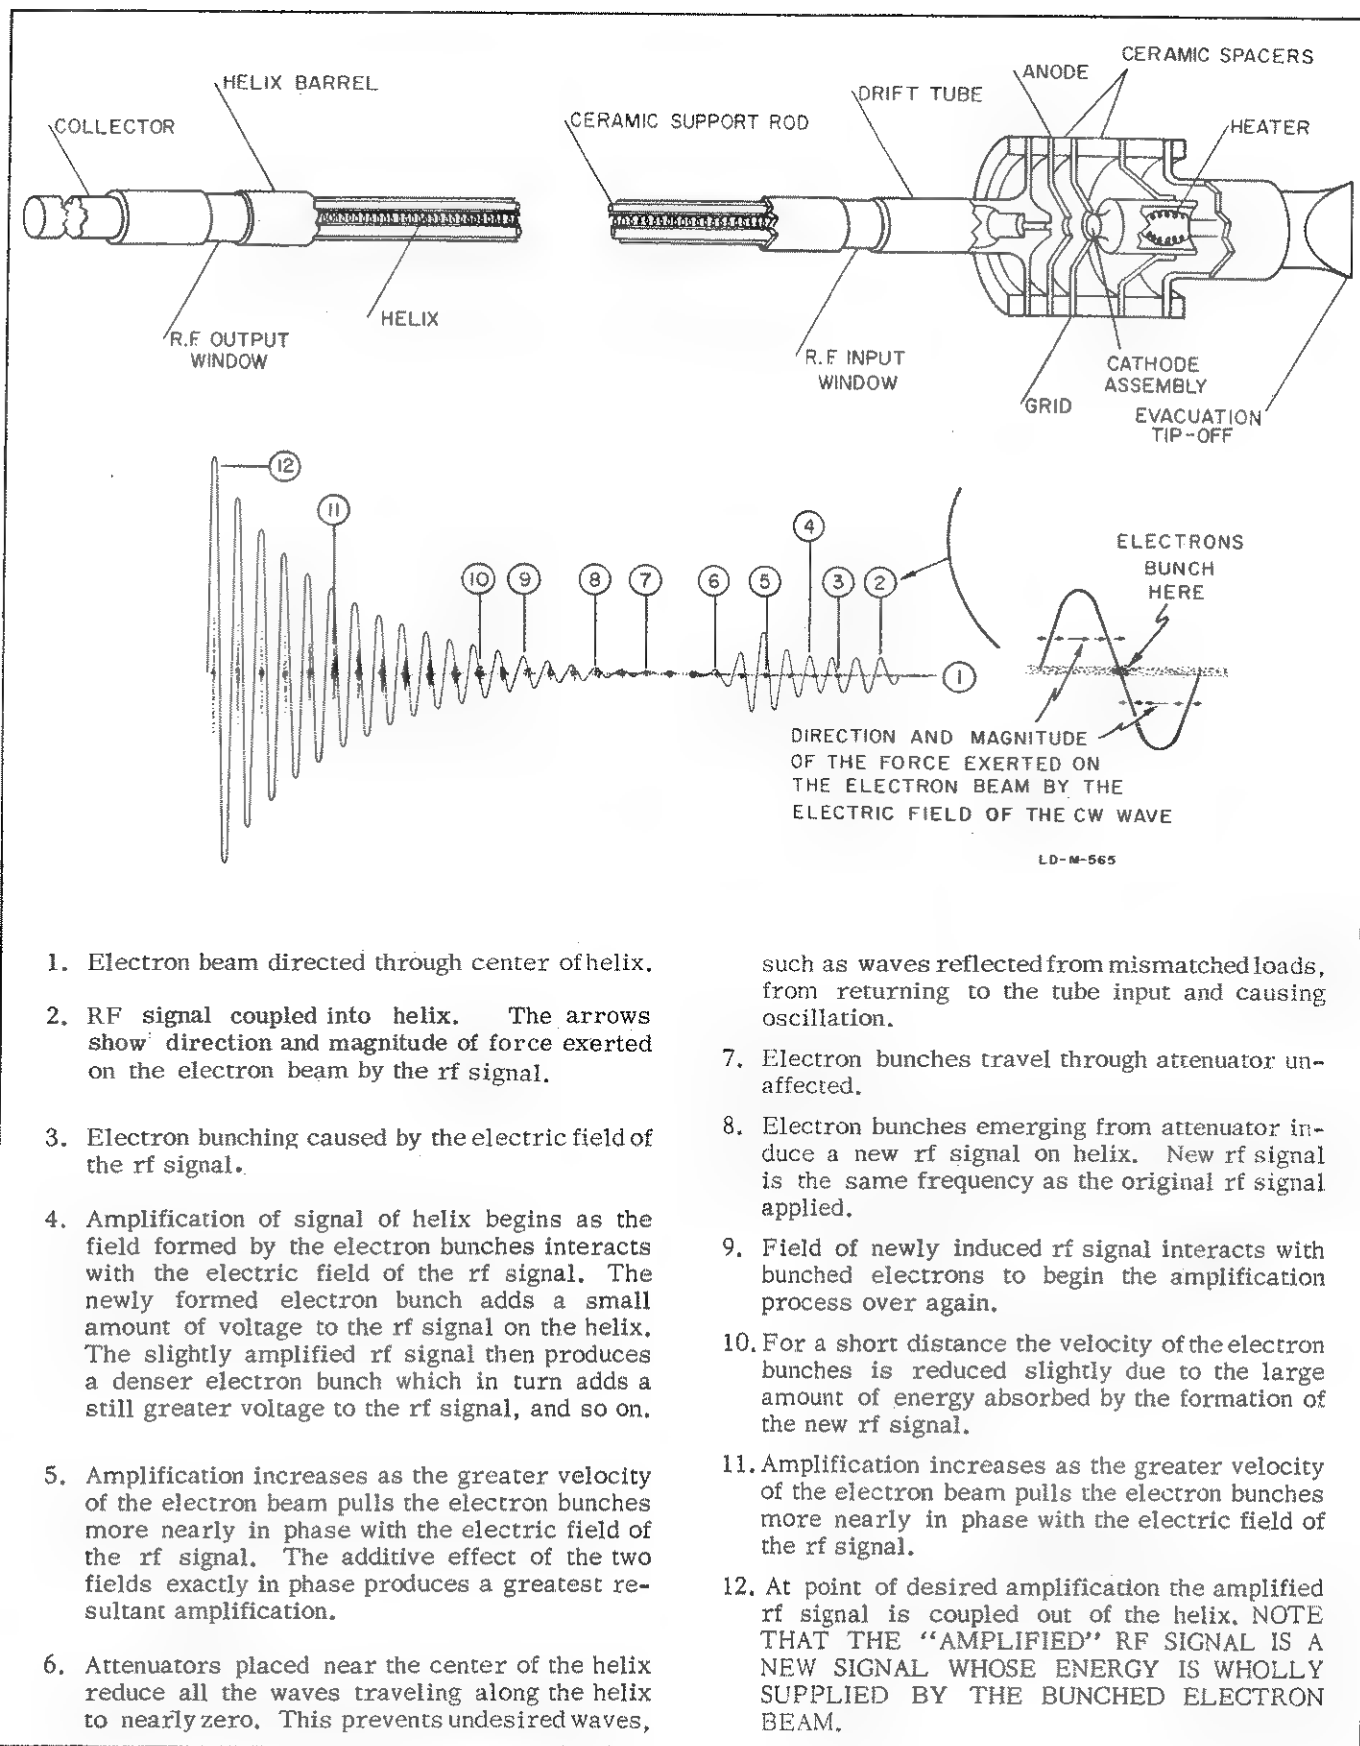 CERAMIC SPACERS
ANODE
HELIX BARREL
DRIFT TUBE
COLLECTOR
CERAMIC SUPPORT ROD
HEATER
HELIX
R.F. OUTPUT
WINDOW
R.F. INPUT
WINDOW
CATHODE
ASSEMBLY
GRID
EVACUATION
TIP-OFF
12
11
4
ELECTRONS
BUNCH
HERE
10
9
8
7
6
5
3
2
1
DIRECTION AND MAGNITUDE
OF THE FORCE EXERTED ON
THE ELECTRON BEAM BY THE
ELECTRIC FIELD OF THE CW WAVE
LD-M-565
1. Electron beam directed through center of helix.
2. RF signal coupled into helix. The arrows
show direction and magnitude of force exerted
on the electron beam by the rf signal.
3. Electron bunching caused by the electric field of
the rf signal.
4. Amplification of signal of helix begins as the
field formed by the electron bunches interacts
with the electric field of the rf signal. The
newly formed electron bunch adds a small
amount of voltage to the rf signal on the helix.
The slightly amplified rf signal then produces
a denser electron bunch which in turn adds a
still greater voltage to the rf signal, and so on.
5. Amplification increases as the greater velocity
of the electron beam pulls the electron bunches
more nearly in phase with the electric field of
the rf signal. The additive effect of the two
fields exactly in phase produces a greatest re-
sultant amplification.
6. Attenuators placed near the center of the helix
reduce all the waves traveling along the helix
to nearly zero. This prevents undesired waves,
such as waves reflected from mismatched loads,
from returning to the tube input and causing
oscillation.
7. Electron bunches travel through attenuator un-
affected.
8. Electron bunches emerging from attenuator in-
duce a new rf signal on helix. New rf signal
is the same frequency as the original rf signal
applied.
9. Field of newly induced rf signal interacts with
bunched electrons to begin the amplification
process over again.
10. For a short distance the velocity of the electron
bunches is reduced slightly due to the large
amount of energy absorbed by the formation of
the new rf signal.
11. Amplification increases as the greater velocity
of the electron beam pulls the electron bunches
more nearly in phase with the electric field of
the rf signal.
12. At point of desired amplification the amplified
rf signal is coupled out of the helix. NOTE
THAT THE "AMPLIFIED" RF SIGNAL IS A
NEW SIGNAL WHOSE ENERGY IS WHOLLY
SUPPLIED BY THE BUNCHED ELECTRON
BEAM.